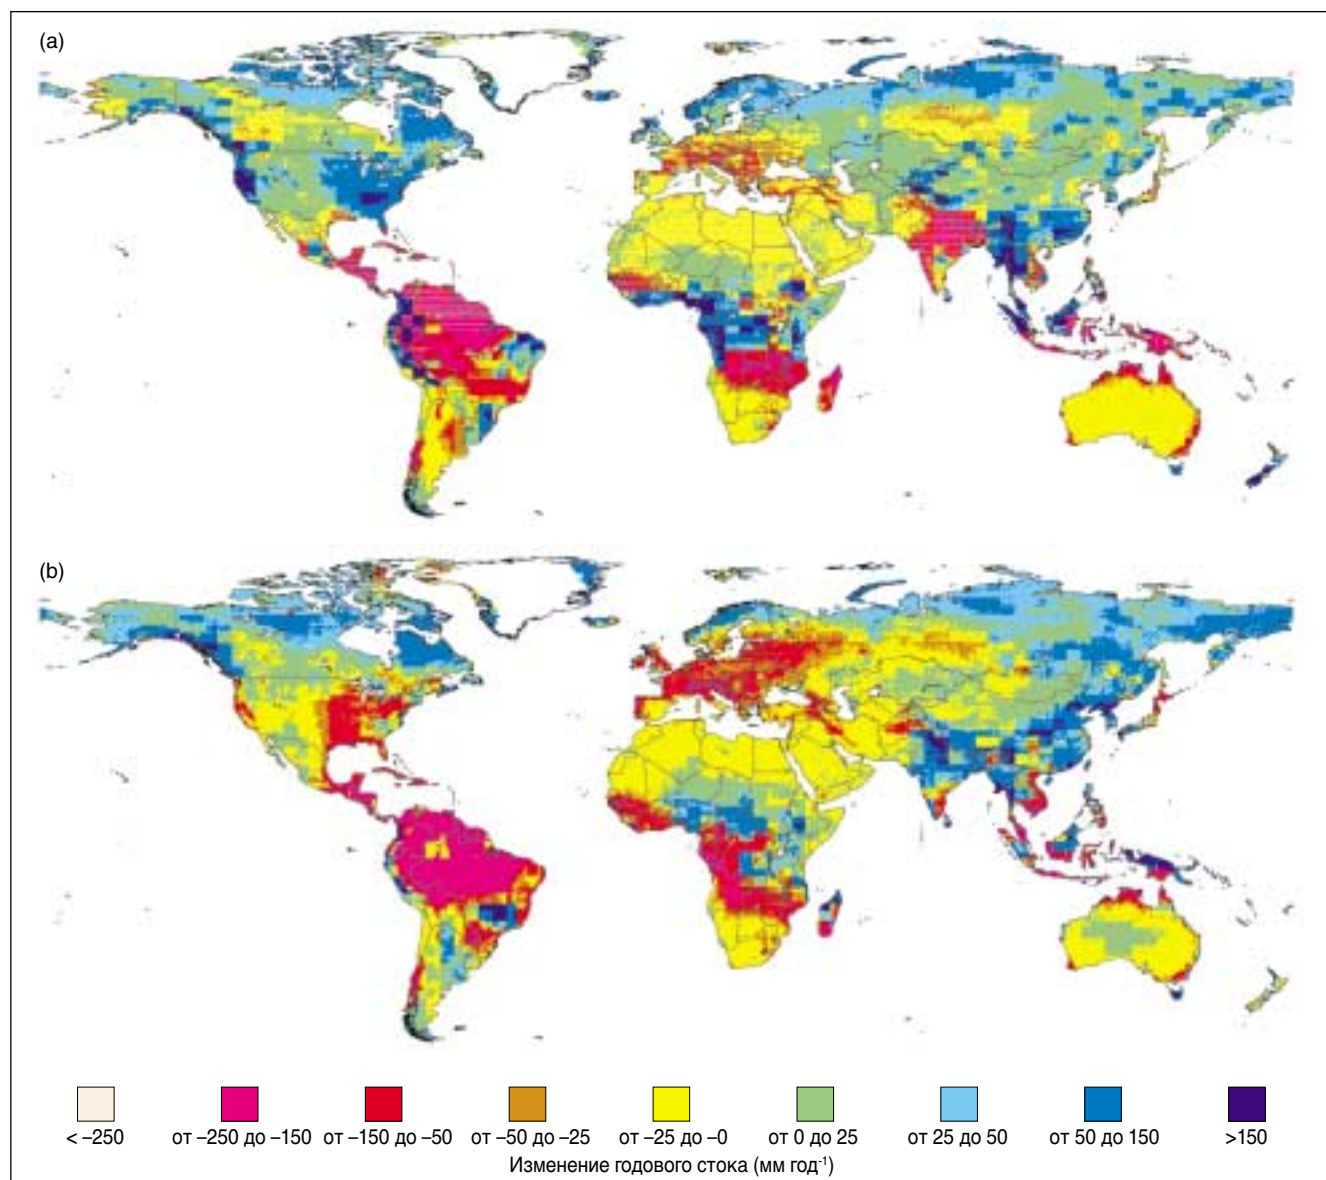 (a)
(b)
< –250
от –250 до –150
от –150 до –50
от –50 до –25
от –25 до –0
от 0 до 25
от 25 до 50
от 50 до 150
>150
Изменение годового стока (мм год⁻¹)